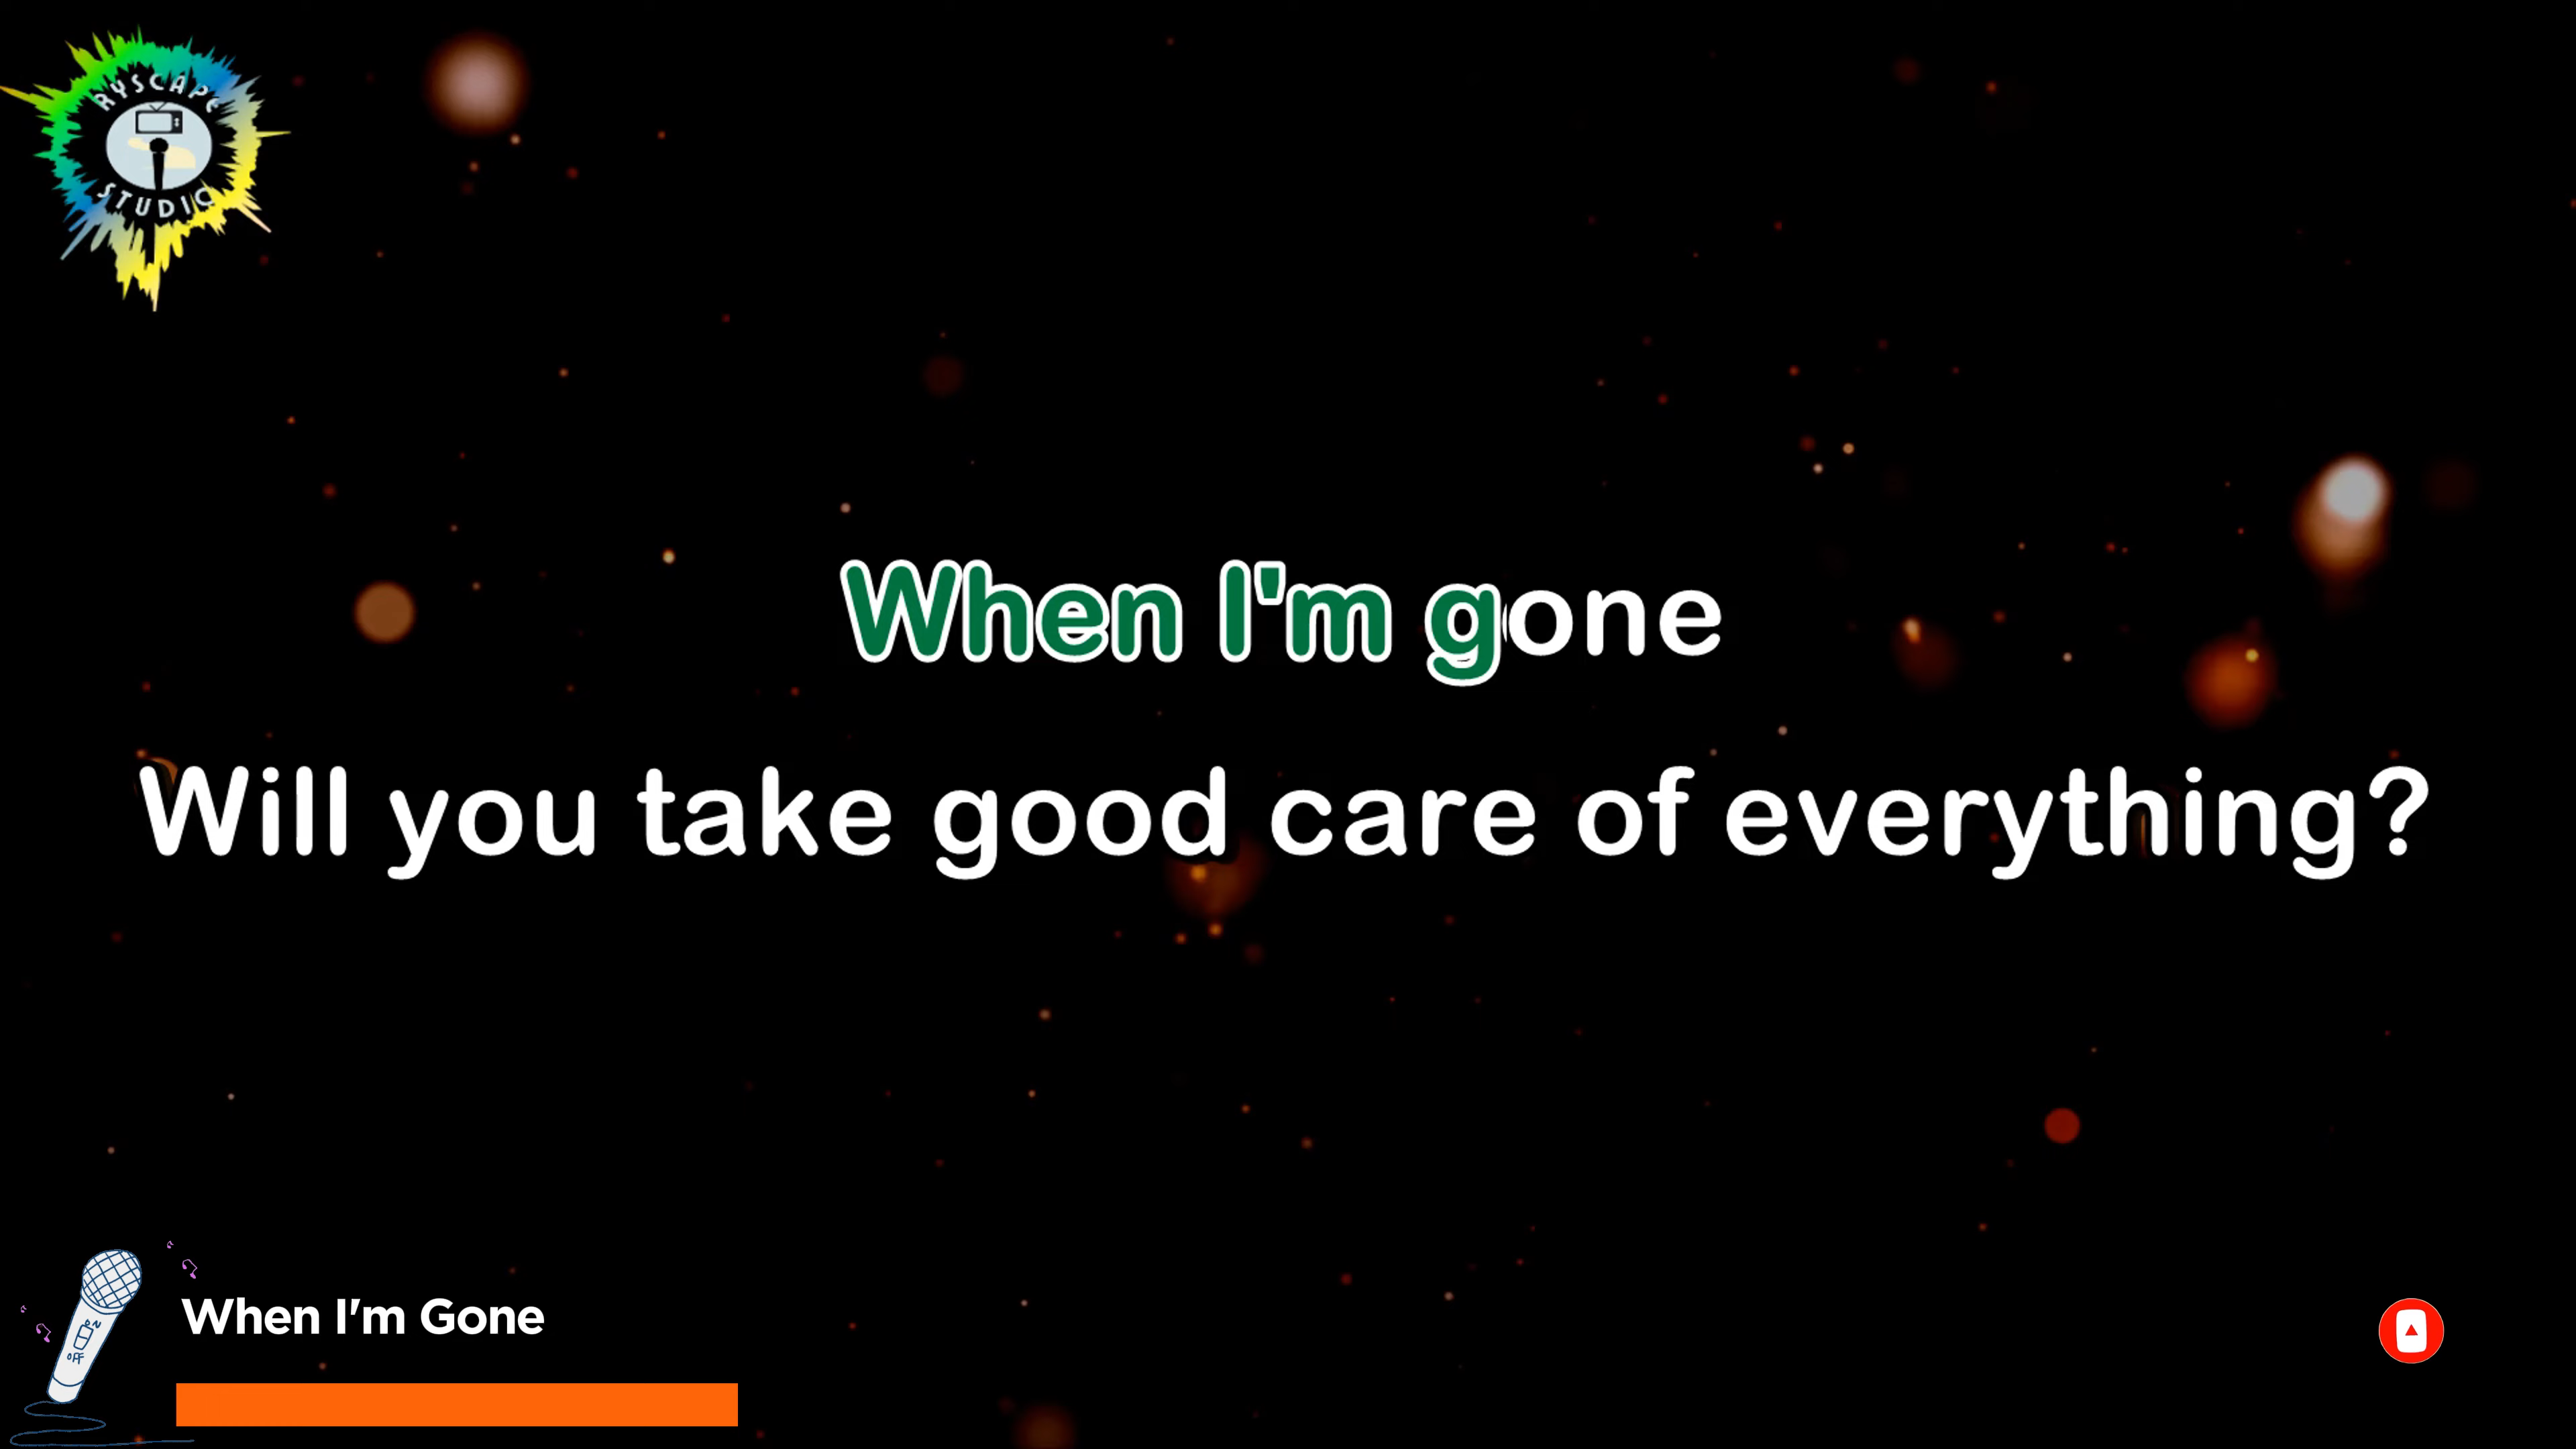 RYSCAPE
STUDIO
When I'm gone
Will you take good care of everything?
ON
OFF
When I'm Gone